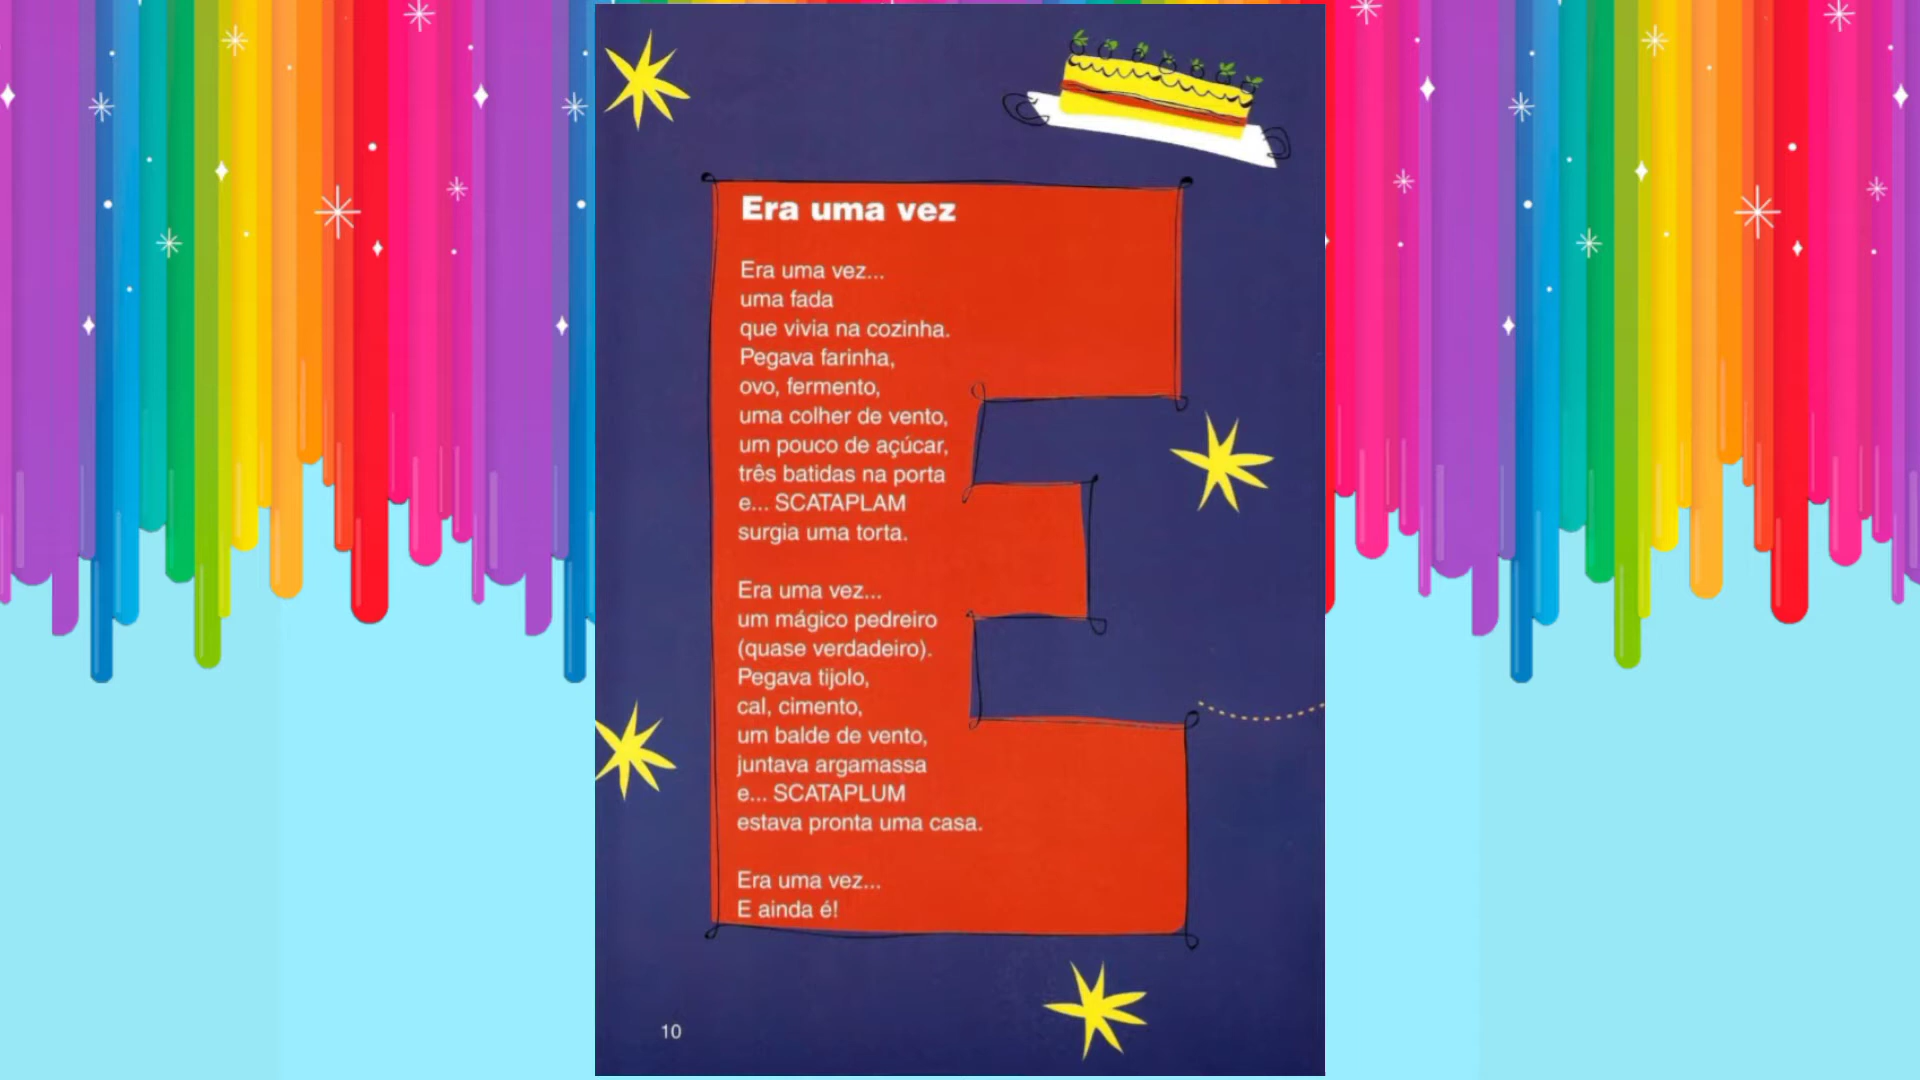 Era uma vez
Era uma vez...
uma fada
que vivia na cozinha.
Pegava farinha,
ovo, fermento,
uma colher de vento,
um pouco de açúcar,
três batidas na porta
e... SCATAPLAM
surgia uma torta.
Era uma vez...
um mágico pedreiro
(quase verdadeiro).
Pegava tijolo,
cal, cimento,
um balde de vento,
juntava argamassa
e... SCATAPLUM
estava pronta uma casa.
Era uma vez...
E ainda é!
10